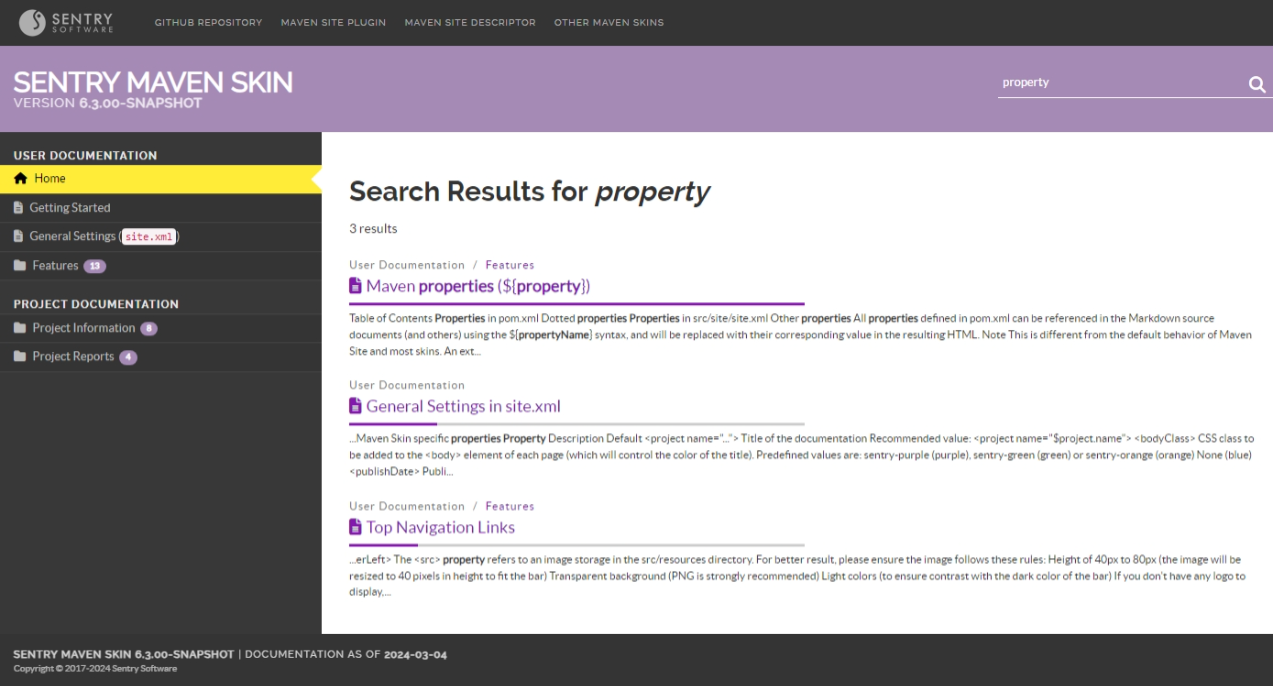 SENTRY
SOFTWARE
GITHUB REPOSITORY MAVEN SITE PLUGIN MAVEN SITE DESCRIPTOR OTHER MAVEN SKINS
SENTRY MAVEN SKIN
VERSION 6.3.00-SNAPSHOT
property
USER DOCUMENTATION
Home
Getting Started
General Settings (site.xml)
Features 13
PROJECT DOCUMENTATION
Project Information 8
Project Reports 4
Search Results for property
3 results
User Documentation / Features
Maven properties (${property})
Table of Contents Properties in pom.xml Dotted properties Properties in src/site/site.xml Other properties All properties defined in pom.xml can be referenced in the Markdown source
documents (and others) using the ${propertyName} syntax, and will be replaced with their corresponding value in the resulting HTML. Note This is different from the default behavior of Maven
Site and most skins. An ext...
User Documentation
General Settings in site.xml
...Maven Skin specific properties Property Description Default <project name="..."> Title of the documentation Recommended value: <project name="$project.name"> <bodyClass> CSS class to
be added to the <body> element of each page (which will control the color of the title). Predefined values are: sentry-purple (purple), sentry-green (green) or sentry-orange (orange) None (blue)
<publishDate> Publi...
User Documentation / Features
Top Navigation Links
...erLeft> The <src> property refers to an image storage in the src/resources directory. For better result, please ensure the image follows these rules: Height of 40px to 80px (the image will be
resized to 40 pixels in height to fit the bar) Transparent background (PNG is strongly recommended) Light colors (to ensure contrast with the dark color of the bar) If you don't have any logo to
display,...
SENTRY MAVEN SKIN 6.3.00-SNAPSHOT | DOCUMENTATION AS OF 2024-03-04
Copyright © 2017-2024 Sentry Software